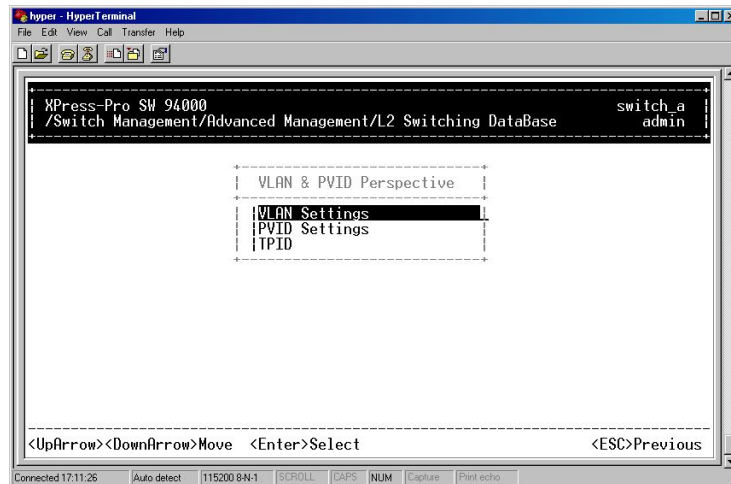 hyper - HyperTerminal
File Edit View Call Transfer Help
XPress-Pro SW 94000 switch_a
/Switch Management/Advanced Management/L2 Switching DataBase admin
VLAN & PVID Perspective
VLAN Settings
PVID Settings
TPID
<UpArrow><DownArrow>Move <Enter>Select <ESC>Previous
Connected 17:11:26 Auto detect 115200 8-N-1 SCROLL CAPS NUM Capture Print echo